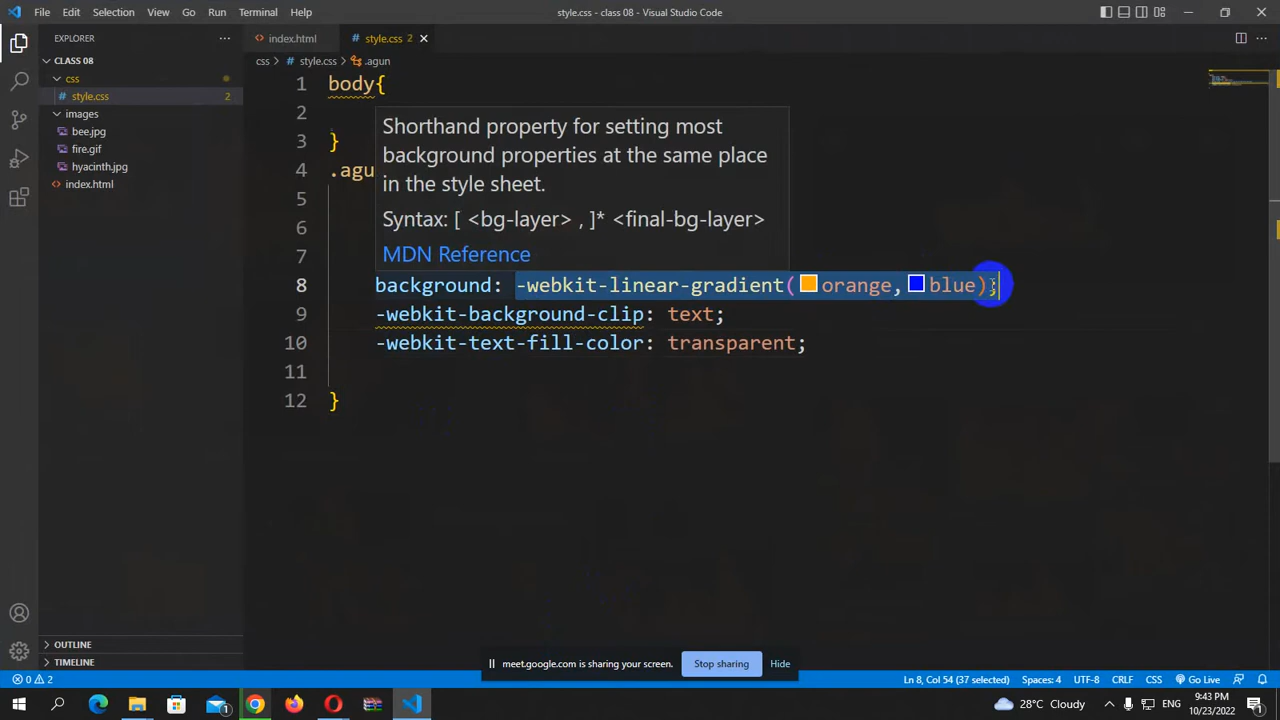 File Edit Selection View Go Run Terminal Help
style.css - class 08 - Visual Studio Code
EXPLORER
index.html
style.css 2
CLASS 08
css > style.css > .agun
css
style.css 2
images
bee.jpg
fire.gif
hyacinth.jpg
index.html
1 body{
2
3 }
4 .agu
5
6
7
Shorthand property for setting most
background properties at the same place
in the style sheet.
Syntax: [ <bg-layer> , ]* <final-bg-layer>
MDN Reference
8 background: -webkit-linear-gradient(orange,blue);
9 -webkit-background-clip: text;
10 -webkit-text-fill-color: transparent;
11
12 }
OUTLINE
TIMELINE
meet.google.com is sharing your screen. Stop sharing Hide
0 2
Ln 8, Col 54 (37 selected) Spaces: 4 UTF-8 CRLF CSS Go Live
1
28°C Cloudy ENG 9:43 PM
10/23/2022
1